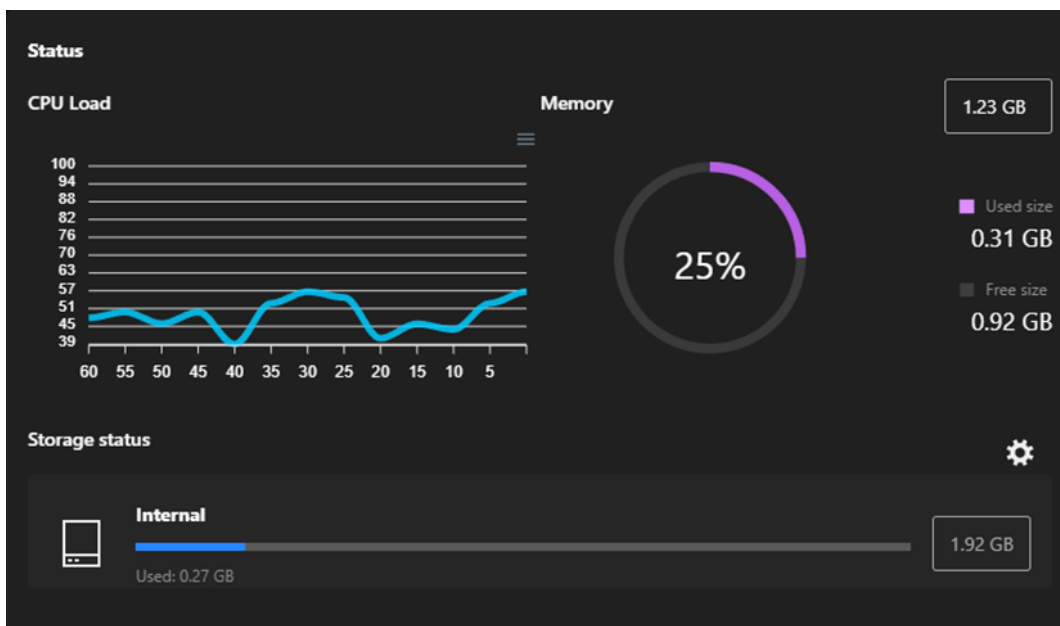 Status
CPU Load
100
94
88
82
76
70
63
57
51
45
39
60 55 50 45 40 35 30 25 20 15 10 5
Memory
1.23 GB
25%
Used size
0.31 GB
Free size
0.92 GB
Storage status
Internal
Used: 0.27 GB
1.92 GB